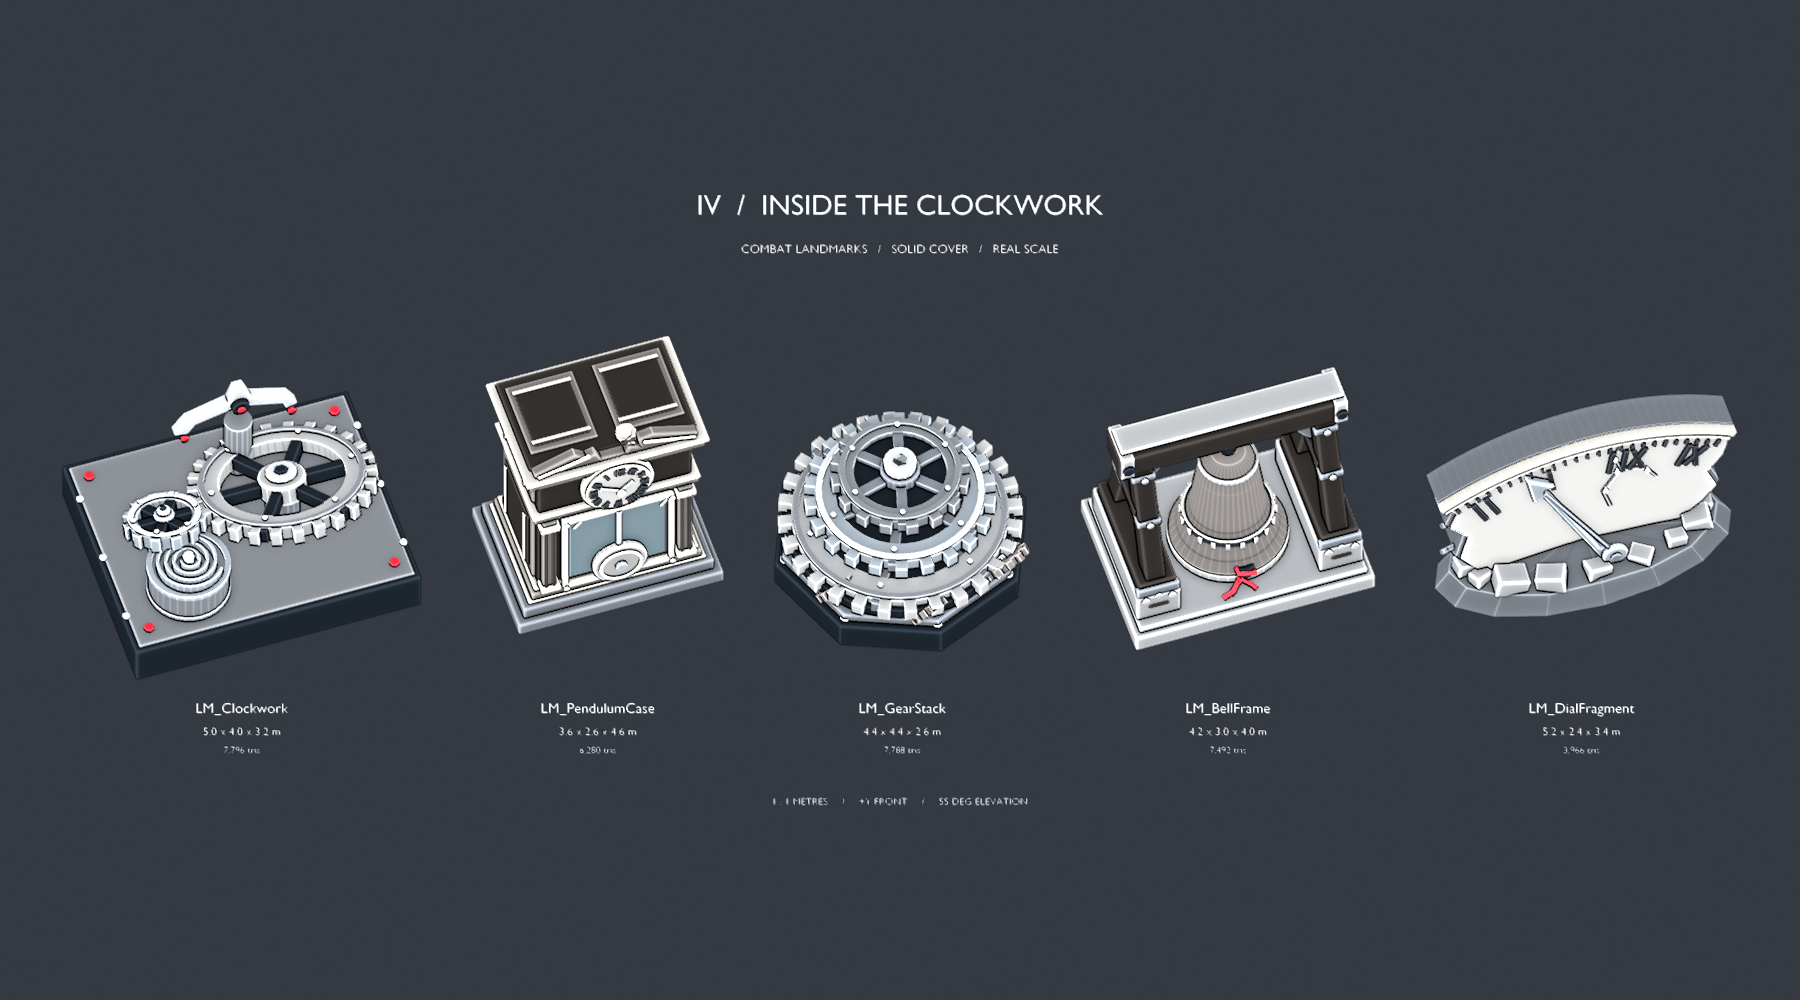 IV / INSIDE THE CLOCKWORK
COMBAT LANDMARKS / SOLID COVER / REAL SCALE
IX
LM_Clockwork
LM_PendulumCase
LM_GearStack
LM_BellFrame
LM_DialFragment
5.0 x 4.0 x 3.2 m
3.6 x 2.6 x 4.6 m
4.4 x 4.4 x 2.6 m
4.2 x 3.0 x 4.0 m
5.2 x 2.4 x 3.4 m
7,796 tris
6,280 tris
7,788 tris
7,492 tris
3,966 tris
METRES / FRONT / 55 DEG ELEVATION